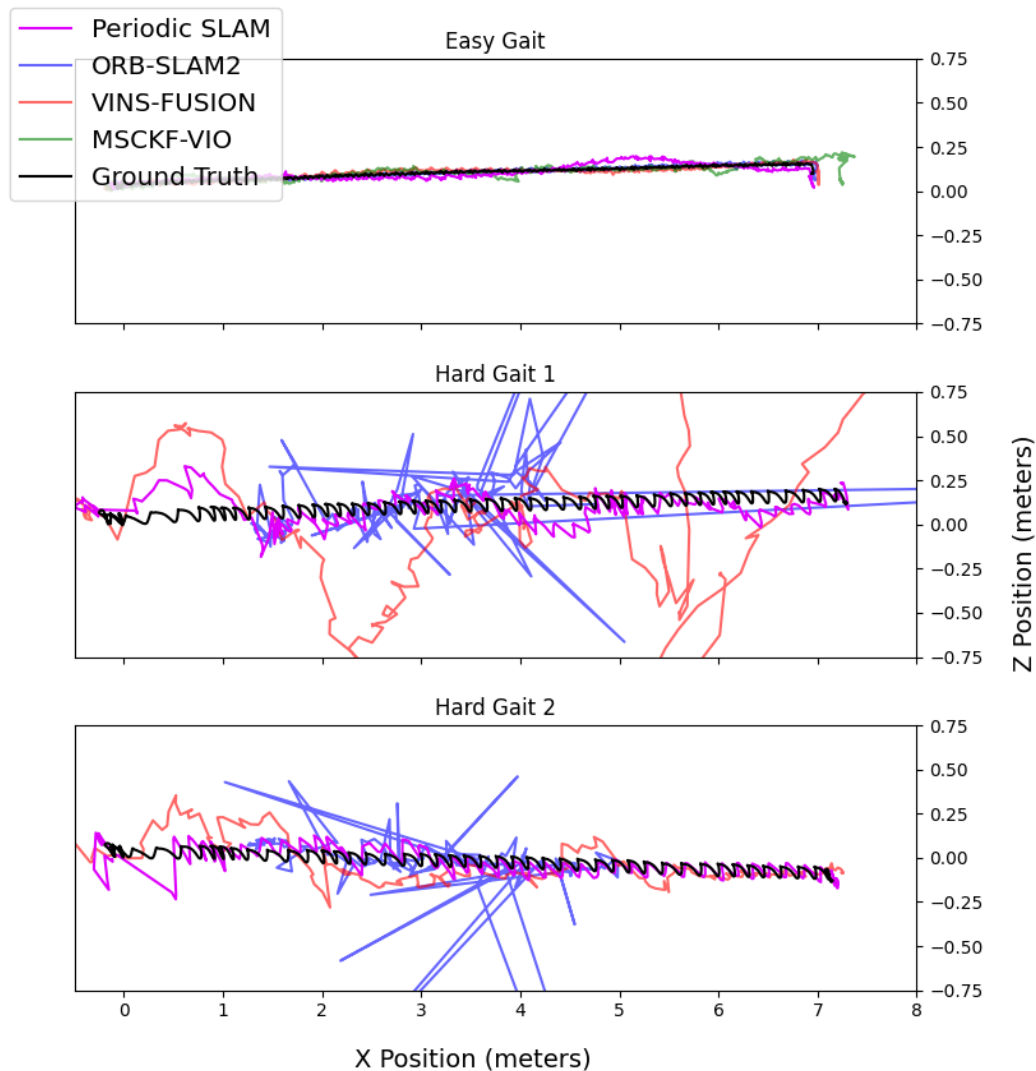 Periodic SLAM
ORB-SLAM2
VINS-FUSION
MSCKF-VIO
Ground Truth
Easy Gait
0.75
0.50
0.25
0.00
−0.25
−0.50
−0.75
Hard Gait 1
0.75
0.50
0.25
0.00
−0.25
−0.50
−0.75
Z Position (meters)
Hard Gait 2
0.75
0.50
0.25
0.00
−0.25
−0.50
−0.75
0 1 2 3 4 5 6 7 8
X Position (meters)